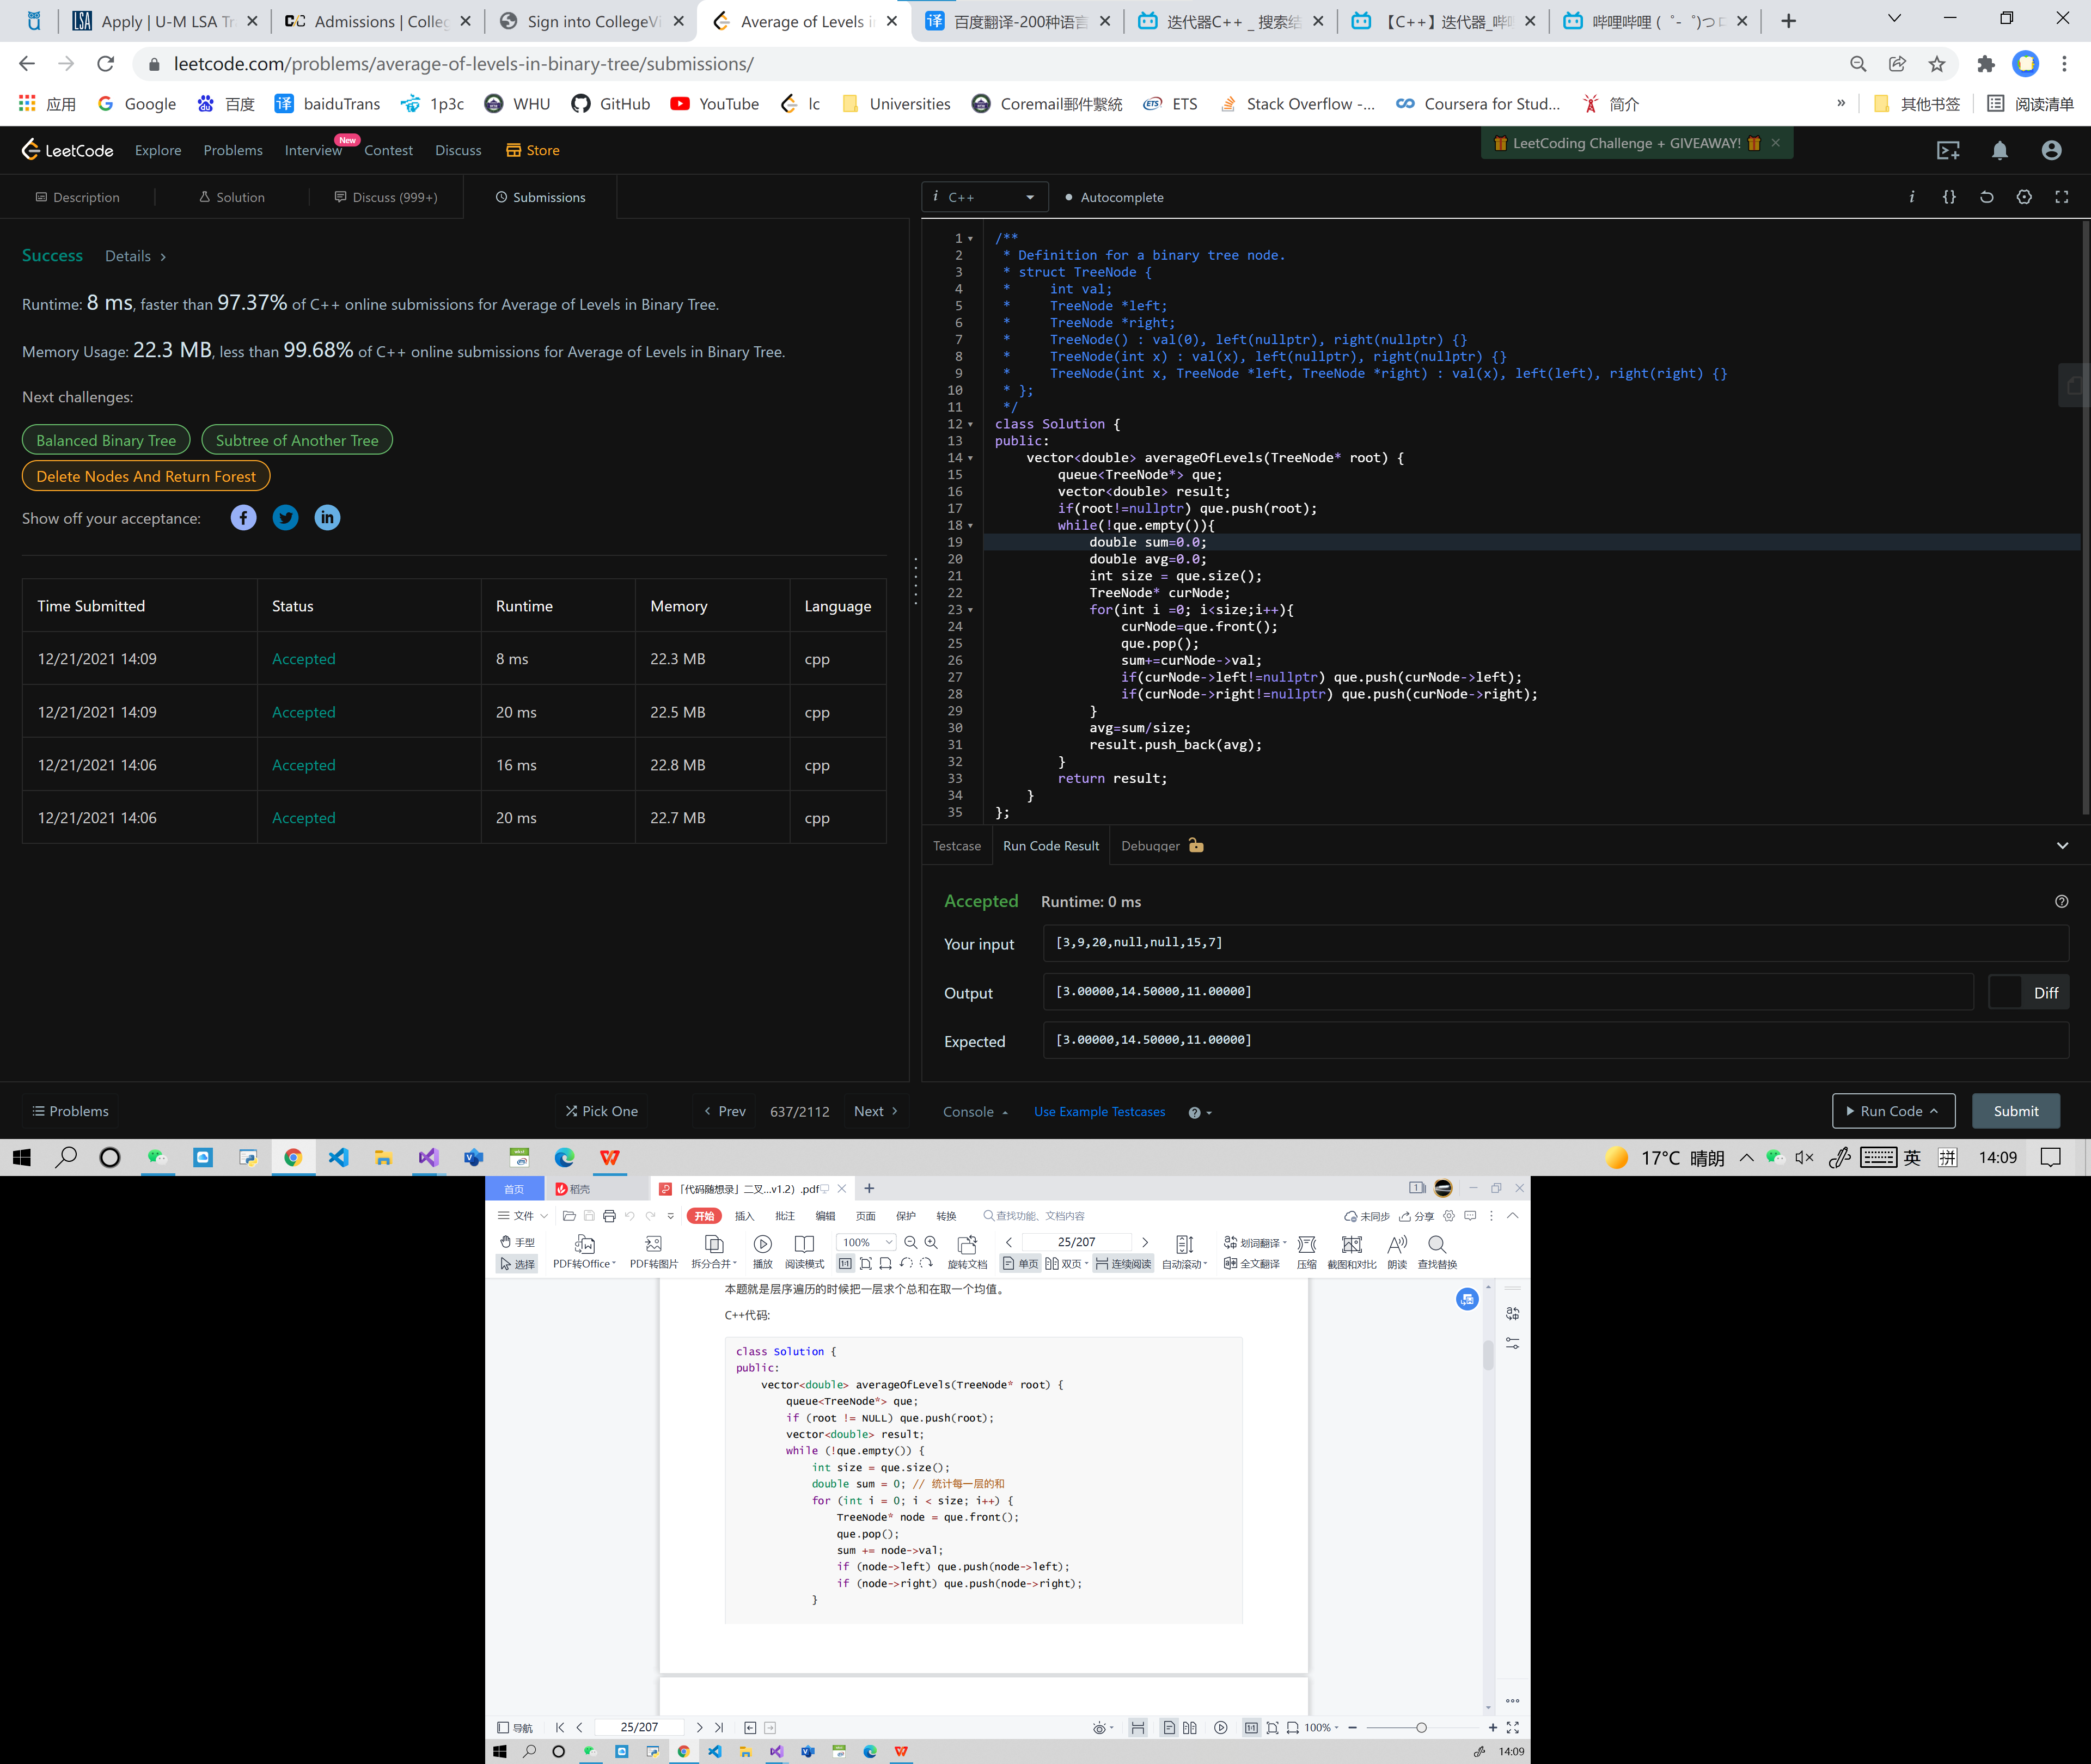 Apply | U-M LSA Tr
Admissions | Colleg
Sign into CollegeVi
Average of Levels i
百度翻译-200种语言
迭代器C++ _ 搜索结
【C++】迭代器_哔哩
哔哩哔哩 (゜-゜)つロ
leetcode.com/problems/average-of-levels-in-binary-tree/submissions/
应用 Google 百度 baiduTrans 1p3c WHU GitHub YouTube lc Universities Coremail郵件繫統 ETS Stack Overflow -... Coursera for Stud... 简介 » 其他书签 阅读清单
LeetCode Explore Problems Interview New Contest Discuss Store
LeetCoding Challenge + GIVEAWAY!
Description Solution Discuss (999+) Submissions
Success Details >
Runtime: 8 ms, faster than 97.37% of C++ online submissions for Average of Levels in Binary Tree.
Memory Usage: 22.3 MB, less than 99.68% of C++ online submissions for Average of Levels in Binary Tree.
Next challenges:
Balanced Binary Tree Subtree of Another Tree
Delete Nodes And Return Forest
Show off your acceptance:
Time Submitted Status Runtime Memory Language
12/21/2021 14:09 Accepted 8 ms 22.3 MB cpp
12/21/2021 14:09 Accepted 20 ms 22.5 MB cpp
12/21/2021 14:06 Accepted 16 ms 22.8 MB cpp
12/21/2021 14:06 Accepted 20 ms 22.7 MB cpp
Problems Pick One < Prev 637/2112 Next >
i C++ Autocomplete
1 /**
2 * Definition for a binary tree node.
3 * struct TreeNode {
4 * int val;
5 * TreeNode *left;
6 * TreeNode *right;
7 * TreeNode() : val(0), left(nullptr), right(nullptr) {}
8 * TreeNode(int x) : val(x), left(nullptr), right(nullptr) {}
9 * TreeNode(int x, TreeNode *left, TreeNode *right) : val(x), left(left), right(right) {}
10 * };
11 */
12 class Solution {
13 public:
14 vector<double> averageOfLevels(TreeNode* root) {
15 queue<TreeNode*> que;
16 vector<double> result;
17 if(root!=nullptr) que.push(root);
18 while(!que.empty()){
19 double sum=0.0;
20 double avg=0.0;
21 int size = que.size();
22 TreeNode* curNode;
23 for(int i =0; i<size;i++){
24 curNode=que.front();
25 que.pop();
26 sum+=curNode->val;
27 if(curNode->left!=nullptr) que.push(curNode->left);
28 if(curNode->right!=nullptr) que.push(curNode->right);
29 }
30 avg=sum/size;
31 result.push_back(avg);
32 }
33 return result;
34 }
35 };
Testcase Run Code Result Debugger
Accepted Runtime: 0 ms
Your input [3,9,20,null,null,15,7]
Output [3.00000,14.50000,11.00000] Diff
Expected [3.00000,14.50000,11.00000]
Console Use Example Testcases Run Code Submit
17°C 晴朗 英 拼 14:09
首页 稻壳 「代码随想录」二叉...v1.2）.pdf
文件 开始 插入 批注 编辑 页面 保护 转换 查找功能、文档内容 未同步 分享
手型 100% 25/207 划词翻译
选择 PDF转Office PDF转图片 拆分合并 播放 阅读模式 旋转文档 单页 双页 连续阅读 自动滚动 全文翻译 压缩 截图和对比 朗读 查找替换
本题就是层序遍历的时候把一层求个总和在取一个均值。
C++代码:
class Solution {
public:
vector<double> averageOfLevels(TreeNode* root) {
queue<TreeNode*> que;
if (root != NULL) que.push(root);
vector<double> result;
while (!que.empty()) {
int size = que.size();
double sum = 0; // 统计每一层的和
for (int i = 0; i < size; i++) {
TreeNode* node = que.front();
que.pop();
sum += node->val;
if (node->left) que.push(node->left);
if (node->right) que.push(node->right);
}
导航 25/207 100%
14:09